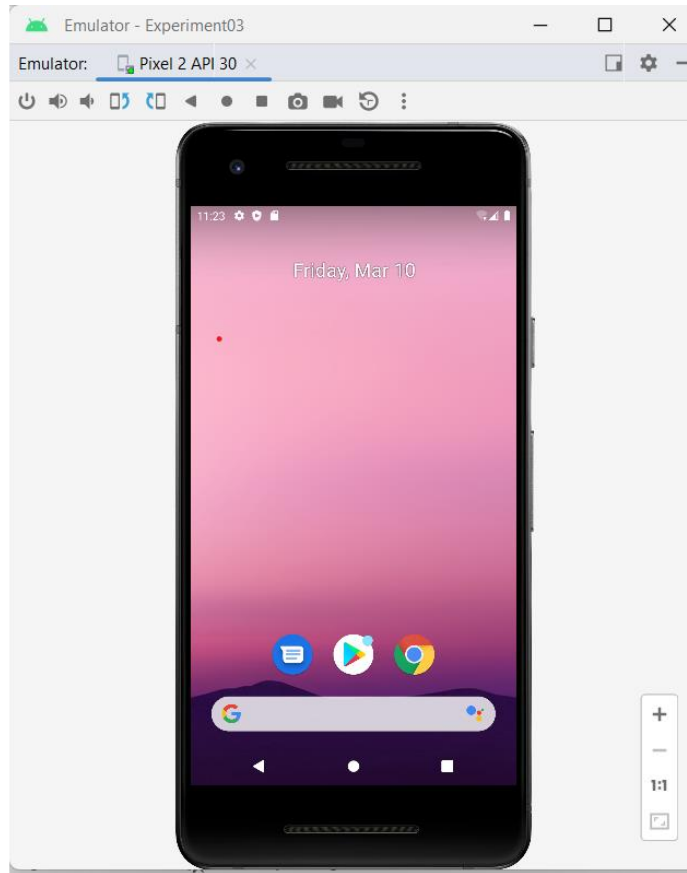 Emulator - Experiment03
Emulator: Pixel 2 API 30
11:23
Friday, Mar 10
1:1